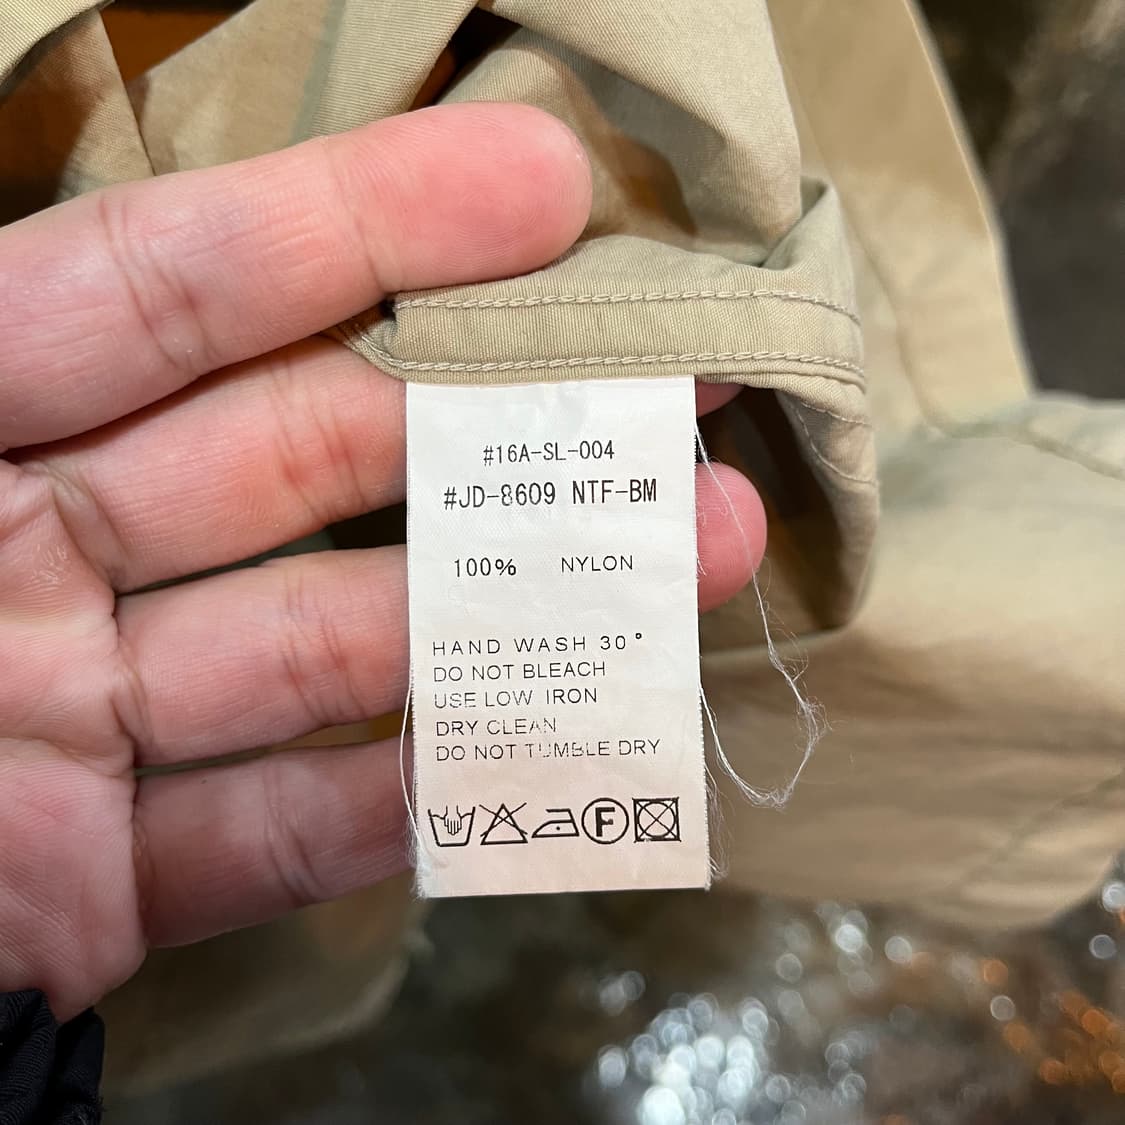 #16A-SL-004
#JD-8609 NTF-BM
100% NYLON
HAND WASH 30°
DO NOT BLEACH
USE LOW IRON
DRY CLEAN
DO NOT TUMBLE DRY
F